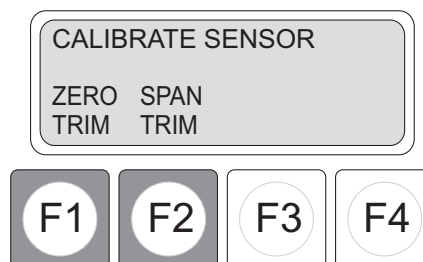 CALIBRATE SENSOR
ZERO SPAN
TRIM TRIM
F1 F2 F3 F4